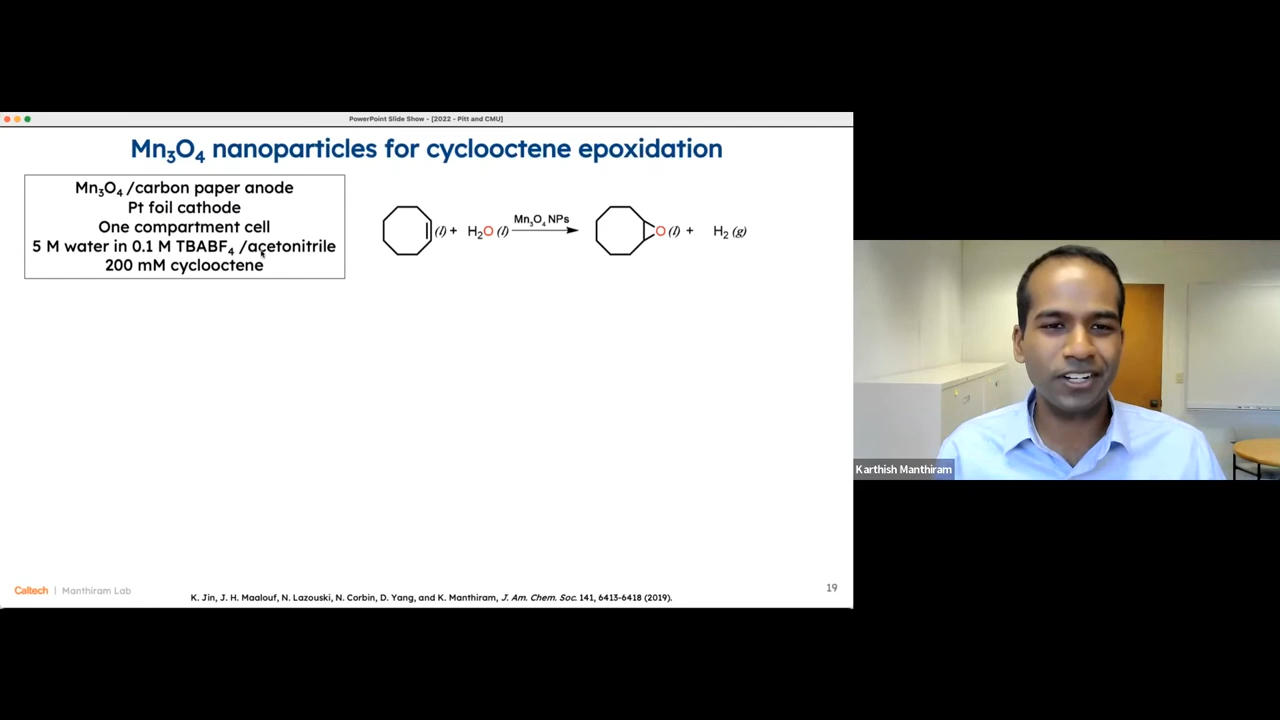 PowerPoint Slide Show - [2022 - Pitt and CMU]
Mn₃O₄ nanoparticles for cyclooctene epoxidation
Mn₃O₄ /carbon paper anode
Pt foil cathode
One compartment cell
5 M water in 0.1 M TBABF₄ /acetonitrile
200 mM cyclooctene
(l) + H₂O (l) Mn₃O₄ NPs O (l) + H₂ (g)
Karthish Manthiram
Caltech | Manthiram Lab
K. Jin, J. H. Maalouf, N. Lazouski, N. Corbin, D. Yang, and K. Manthiram, J. Am. Chem. Soc. 141, 6413-6418 (2019).
19